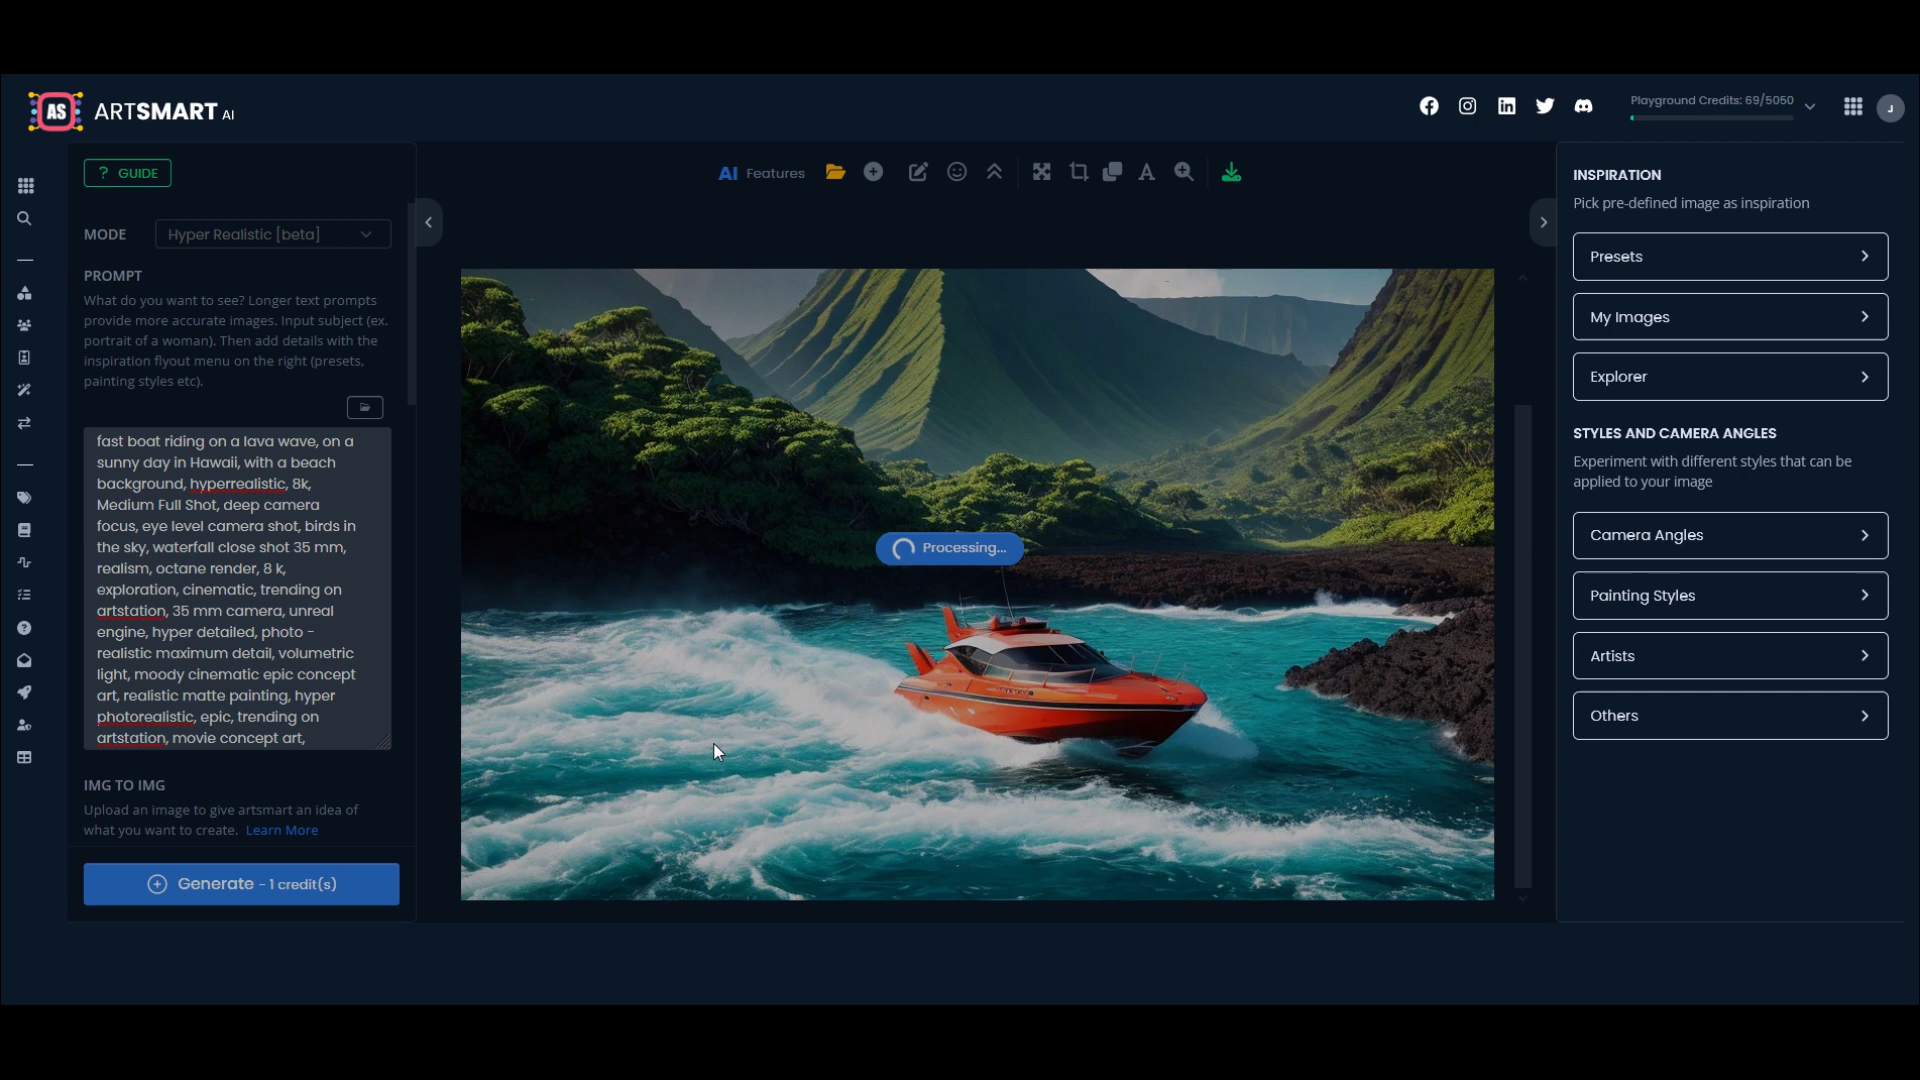 AS ARTSMART AI
Playground Credits: 69/5050
J
? GUIDE
AI Features
A
MODE
Hyper Realistic [beta]
PROMPT
What do you want to see? Longer text prompts
provide more accurate images. Input subject (ex.
portrait of a woman). Then add details with the
inspiration flyout menu on the right (presets,
painting styles etc).
fast boat riding on a lava wave, on a
sunny day in Hawaii, with a beach
background, hyperrealistic, 8k,
Medium Full Shot, deep camera
focus, eye level camera shot, birds in
the sky, waterfall close shot 35 mm,
realism, octane render, 8 k,
exploration, cinematic, trending on
artstation, 35 mm camera, unreal
engine, hyper detailed, photo -
realistic maximum detail, volumetric
light, moody cinematic epic concept
art, realistic matte painting, hyper
photorealistic, epic, trending on
artstation, movie concept art,
IMG TO IMG
Upload an image to give artsmart an idea of
what you want to create. Learn More
Generate - 1 credit(s)
Processing...
INSPIRATION
Pick pre-defined image as inspiration
Presets
My Images
Explorer
STYLES AND CAMERA ANGLES
Experiment with different styles that can be
applied to your image
Camera Angles
Painting Styles
Artists
Others